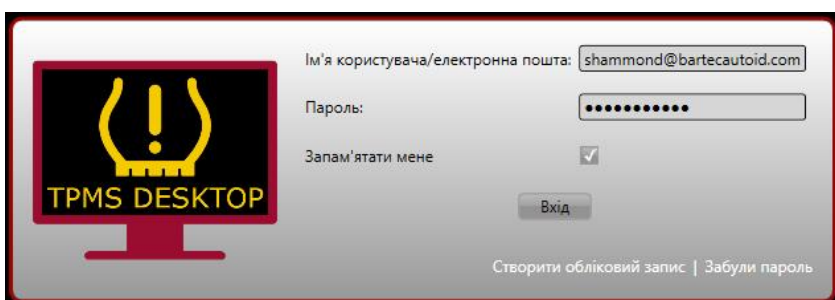 Ім'я користувача/електронна пошта: shammond@bartecautoid.com
Пароль: ●●●●●●●●●●●
Запам'ятати мене
TPMS DESKTOP
Вхід
Створити обліковий запис | Забули пароль